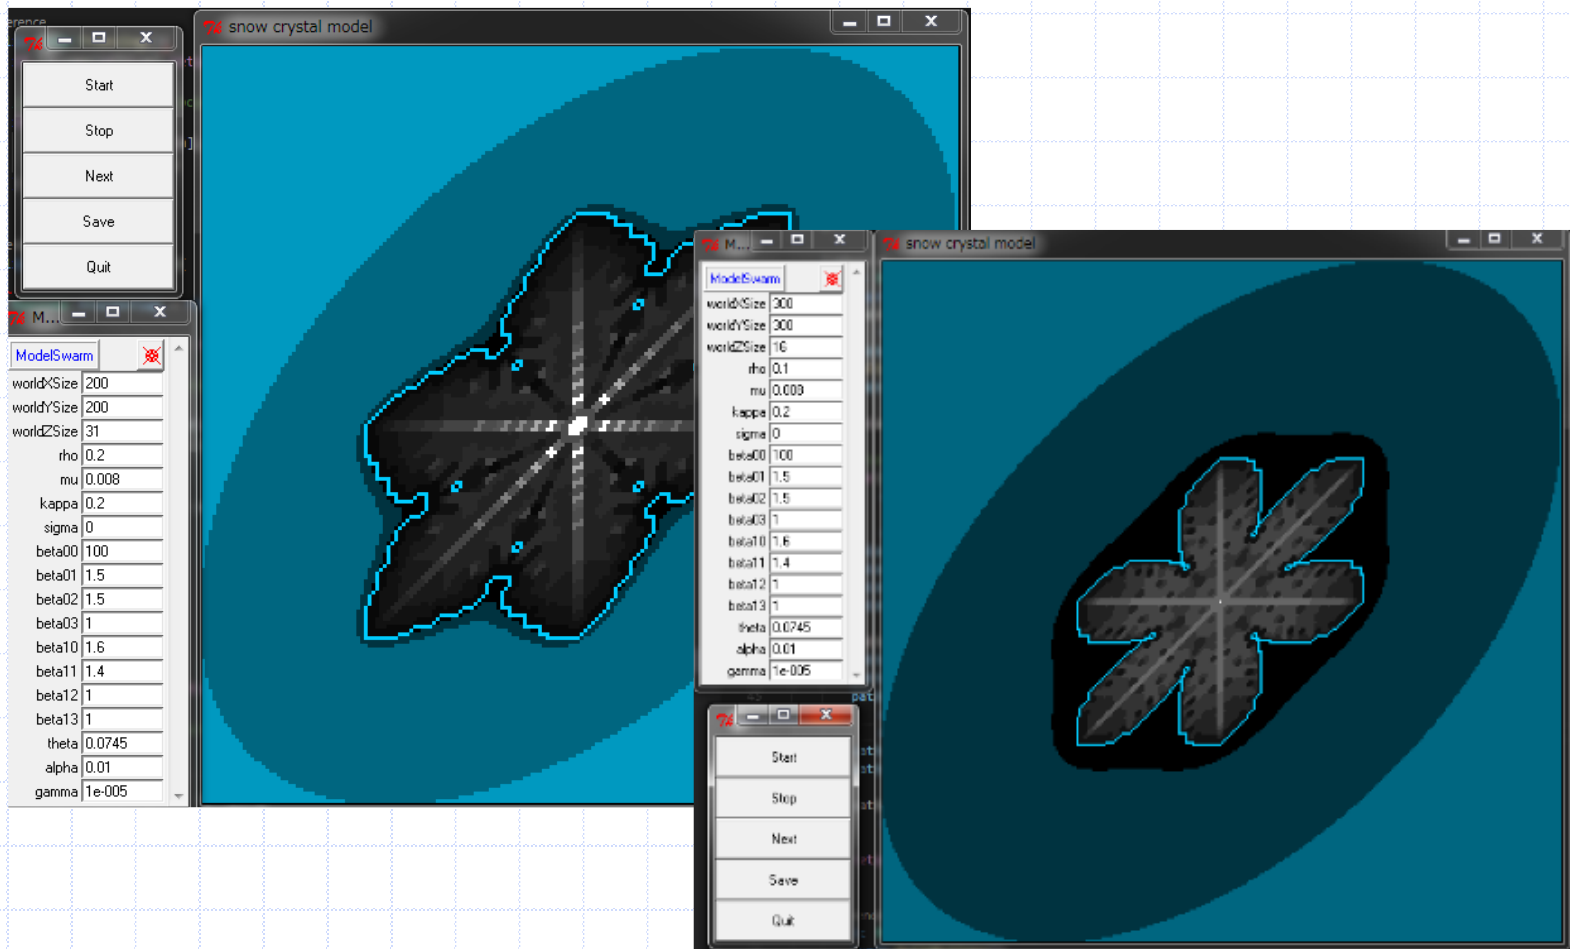 erence
snow crystal model
Start
Stop
Next
Save
Quit
M...
ModelSwarm
worldXSize 200
worldYSize 200
worldZSize 31
rho 0.2
mu 0.008
kappa 0.2
sigma 0
beta00 100
beta01 1.5
beta02 1.5
beta03 1
beta10 1.6
beta11 1.4
beta12 1
beta13 1
theta 0.0745
alpha 0.01
gamma 1e-005
M...
snow crystal model
ModelSwarm
worldXSize 300
worldYSize 300
worldZSize 16
rho 0.1
mu 0.008
kappa 0.2
sigma 0
beta00 100
beta01 1.5
beta02 1.5
beta03 1
beta10 1.6
beta11 1.4
beta12 1
beta13 1
theta 0.0745
alpha 0.01
gamma 1e-005
Start
Stop
Next
Save
Quit